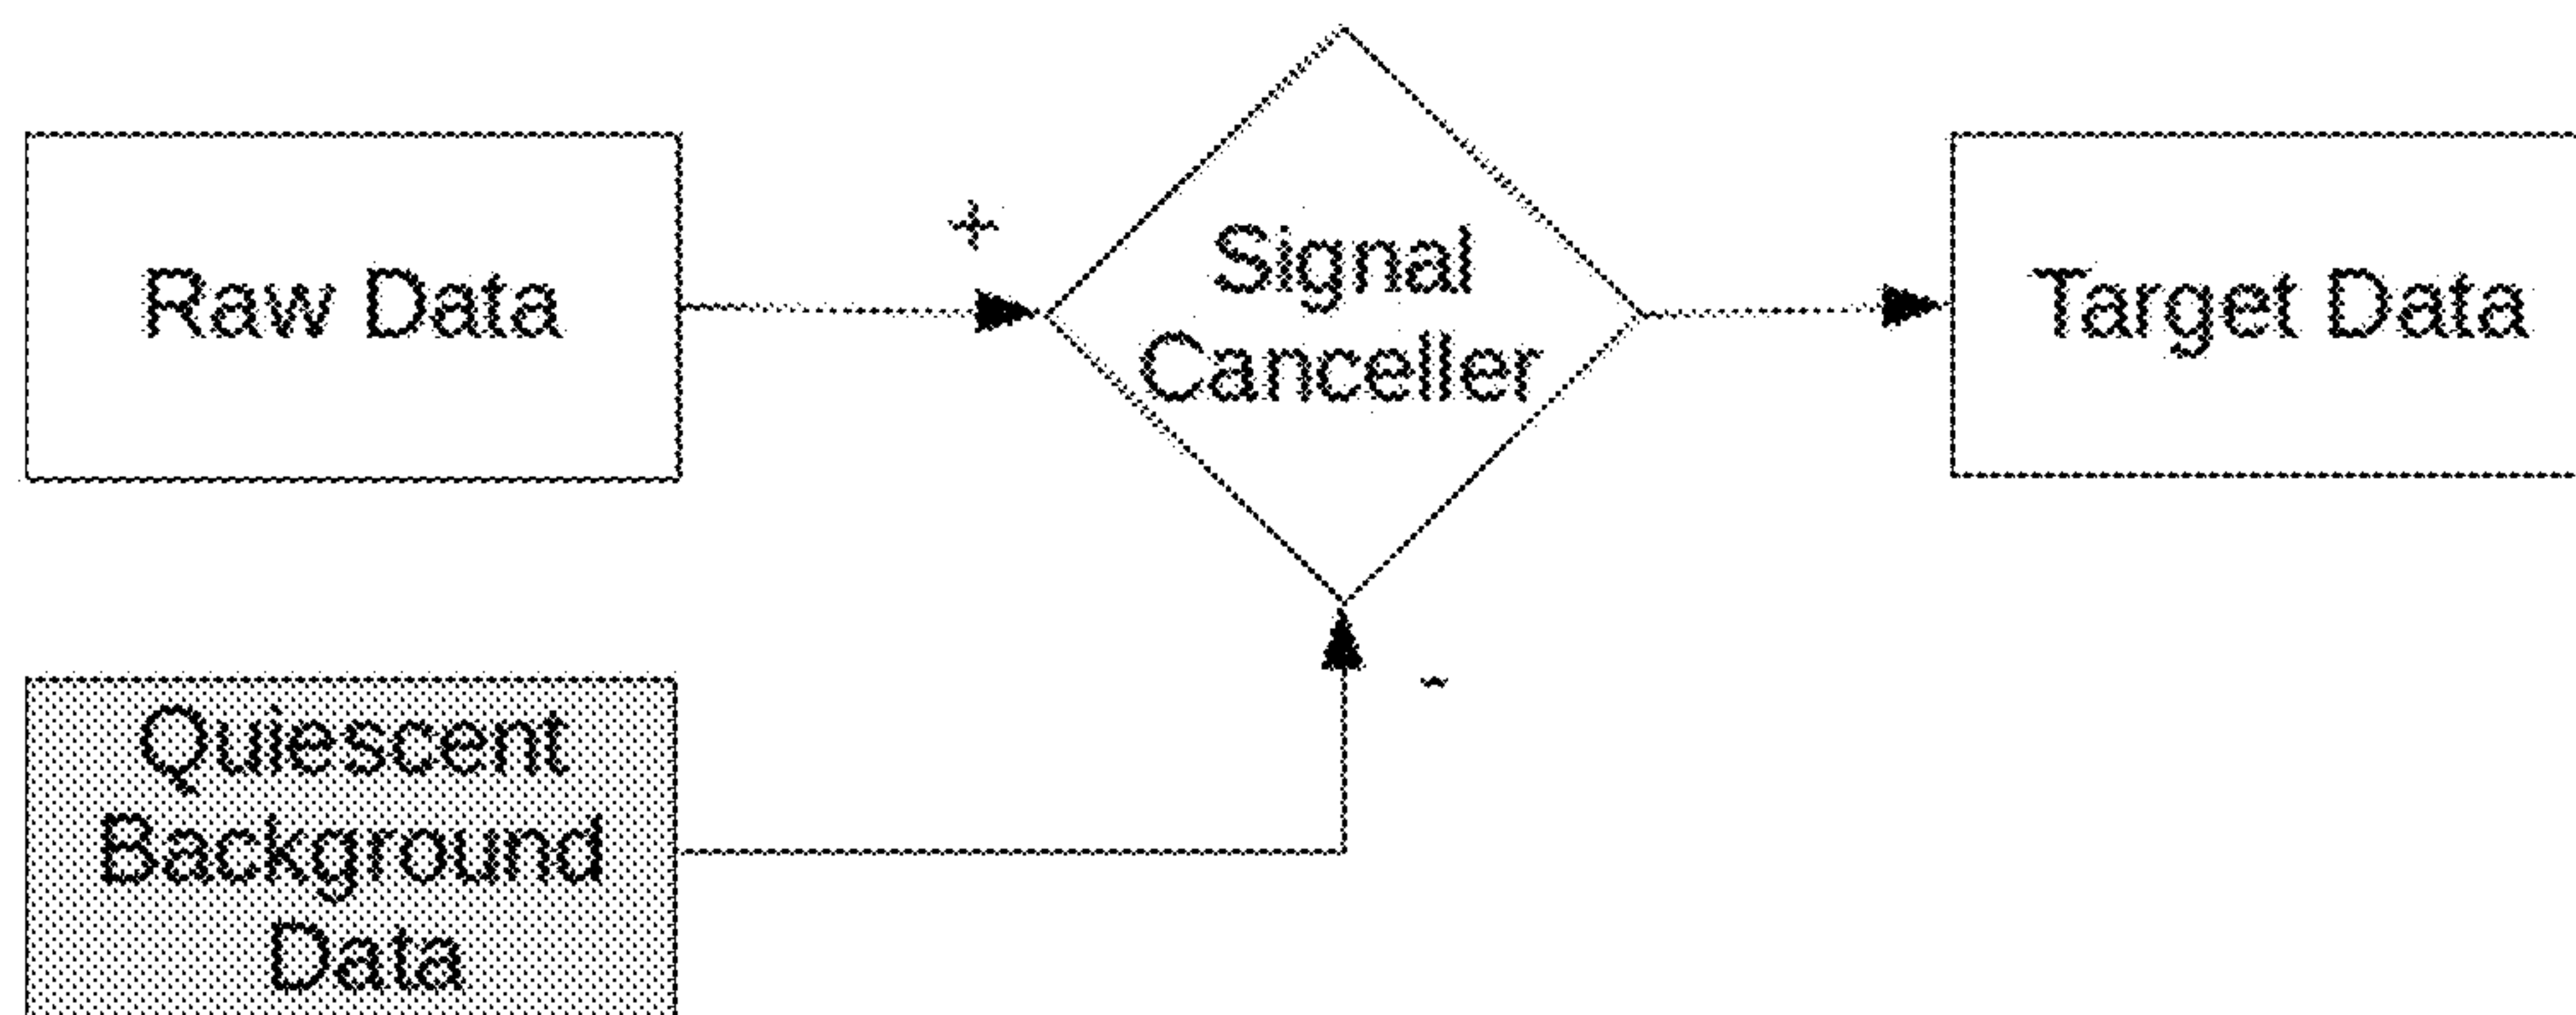 Raw Data
+
Signal
Canceller
Target Data
-
Quiescent
Background
Data